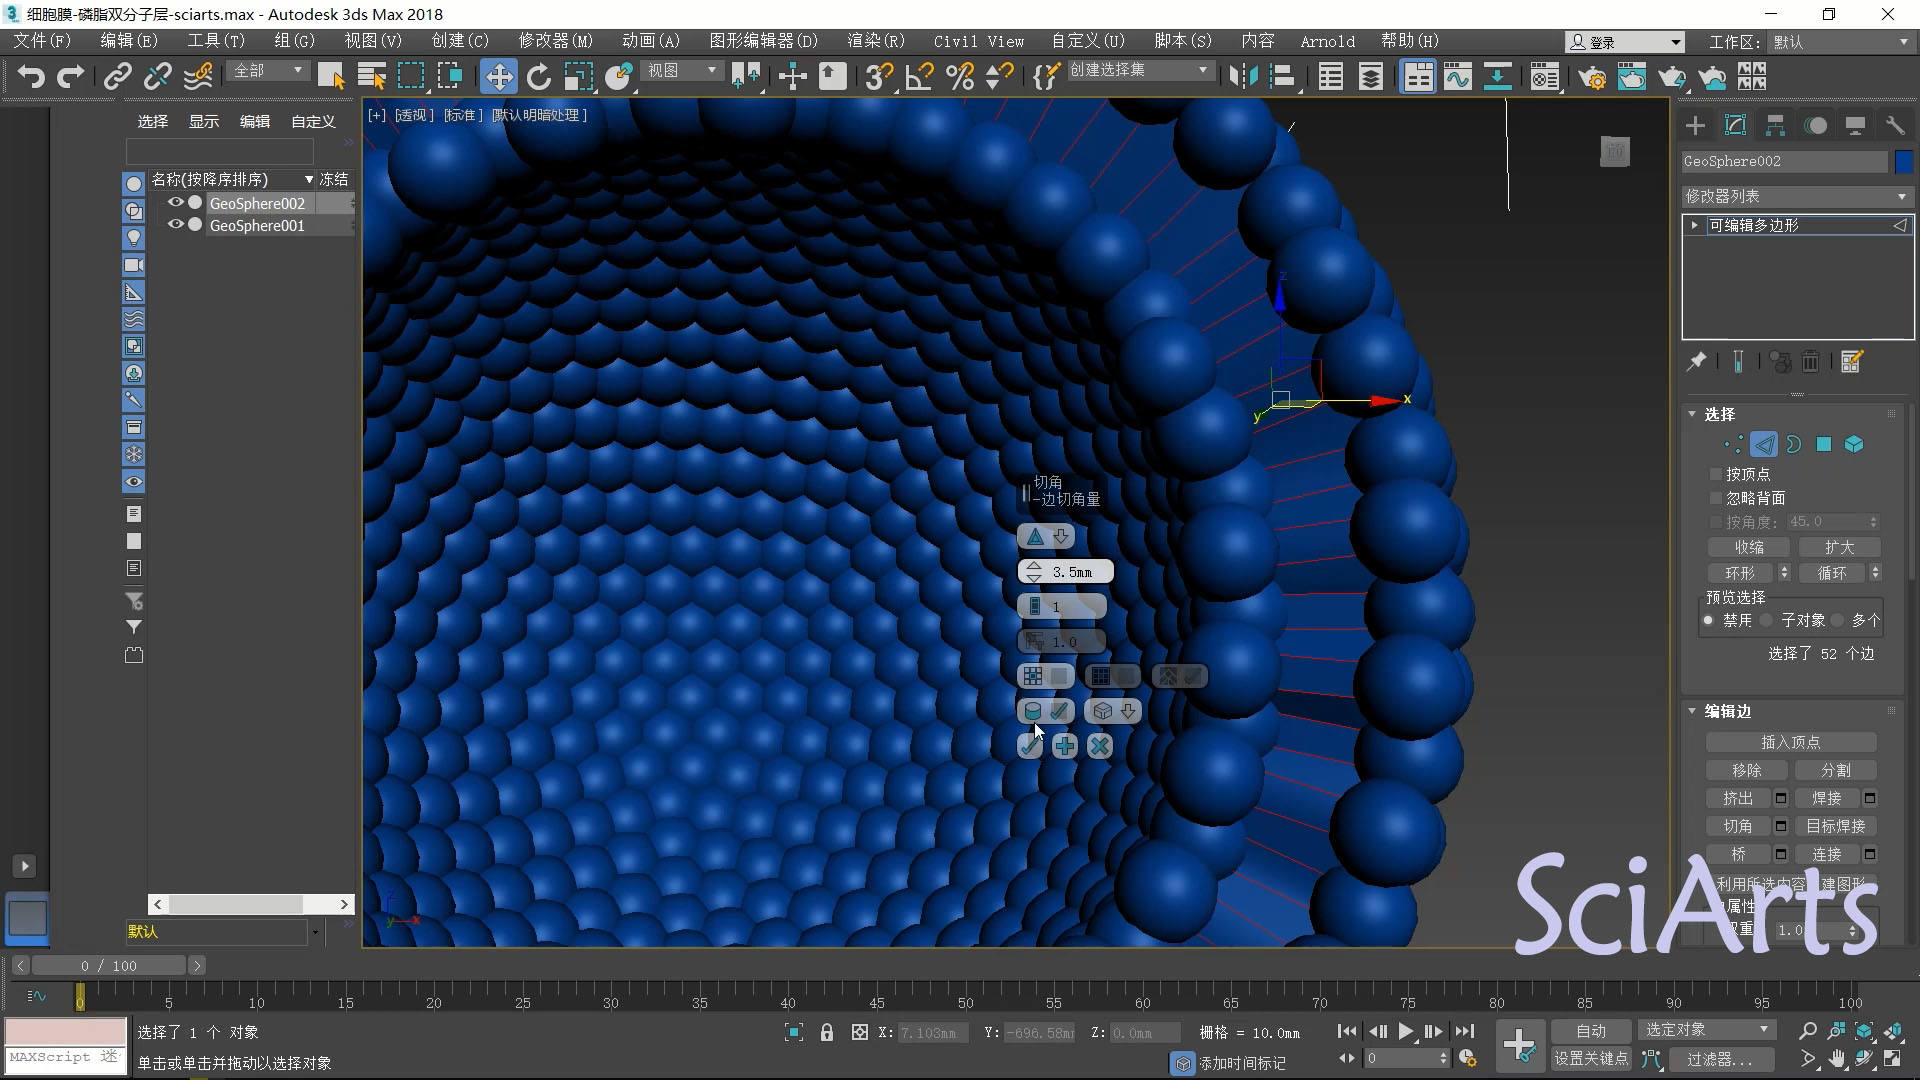 细胞膜-磷脂双分子层-sciarts.max - Autodesk 3ds Max 2018
文件(F) 编辑(E) 工具(T) 组(G) 视图(V) 创建(C) 修改器(M) 动画(A) 图形编辑器(D) 渲染(R) Civil View 自定义(U) 脚本(S) 内容 Arnold 帮助(H) 登录 工作区: 默认
全部 视图 创建选择集
选择 显示 编辑 自定义
名称(按降序排序) 冻结
GeoSphere002
GeoSphere001
默认
[+] [透视] [标准] [默认明暗处理]
z
x
y
切角
-边切角量
3.5mm
1
1.0
y x
GeoSphere002
修改器列表
可编辑多边形
选择
按顶点
忽略背面
按角度: 45.0
收缩 扩大
环形 循环
预览选择
禁用 子对象 多个
选择了 52 个边
编辑边
插入顶点
移除 分割
挤出 焊接
切角 目标焊接
桥 连接
利用所选内容 建图形
属性
权重 1.0
SciArts
0 / 100
0 5 10 15 20 25 30 35 40 45 50 55 60 65 70 75 80 85 90 95 100
选择了 1 个 对象
X: 7.103mm Y: -696.58m Z: 0.0mm 栅格 = 10.0mm
自动 选定对象
MAXScript 迷
单击或单击并拖动以选择对象
添加时间标记
0
设置关键点 过滤器...